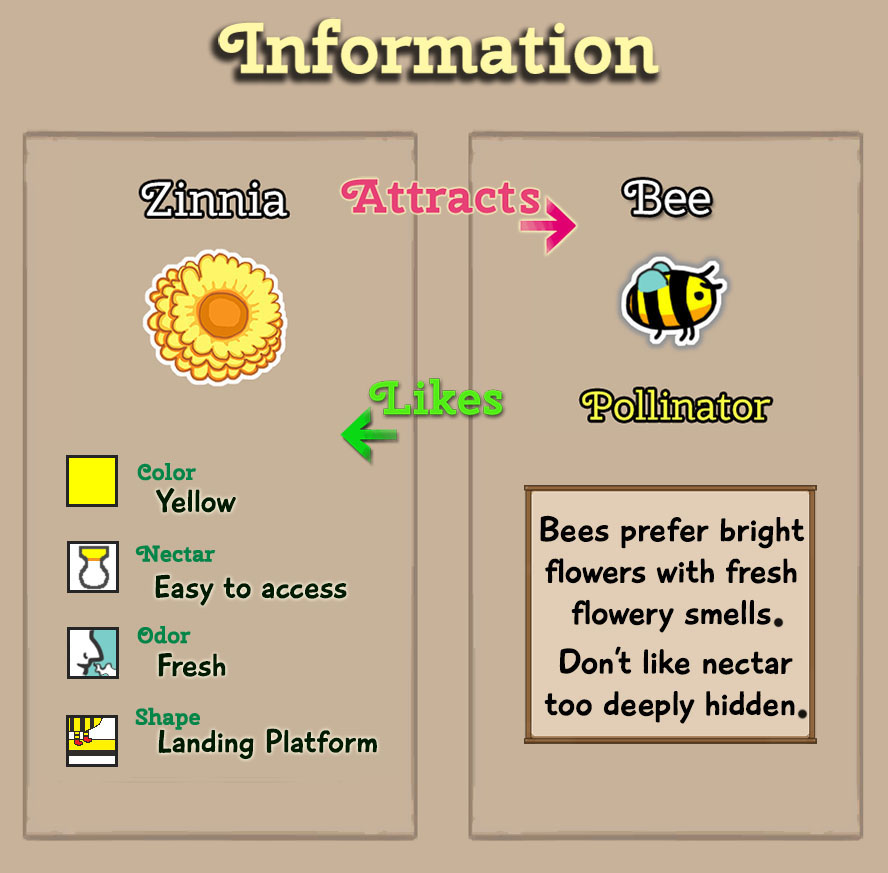 Information
Zinnia
Attracts
Bee
Likes
Pollinator
Color
Yellow
Nectar
Easy to access
Odor
Fresh
Shape
Landing Platform
Bees prefer bright
flowers with fresh
flowery smells.
Don't like nectar
too deeply hidden.